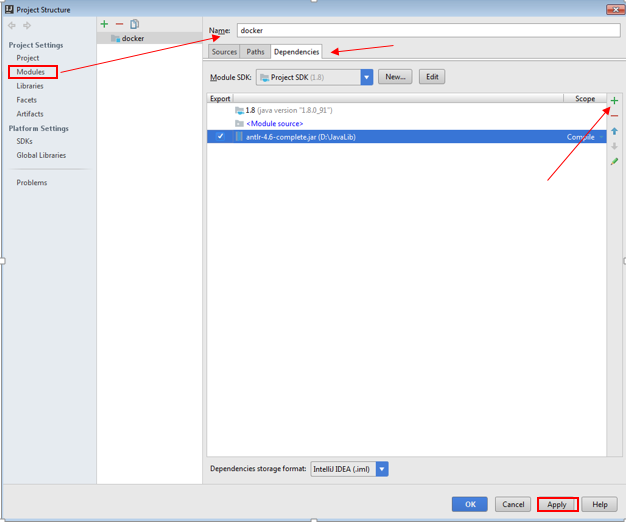 Project Structure
Project Settings
Project
Modules
Libraries
Facets
Artifacts
Platform Settings
SDKs
Global Libraries
Problems
docker
Name: docker
Sources Paths Dependencies
Module SDK: Project SDK (1.8) New... Edit
Export Scope
1.8 (java version "1.8.0_91")
<Module source>
antlr-4.6-complete.jar (D:\JavaLib) Compile
Dependencies storage format: IntelliJ IDEA (.iml)
OK Cancel Apply Help